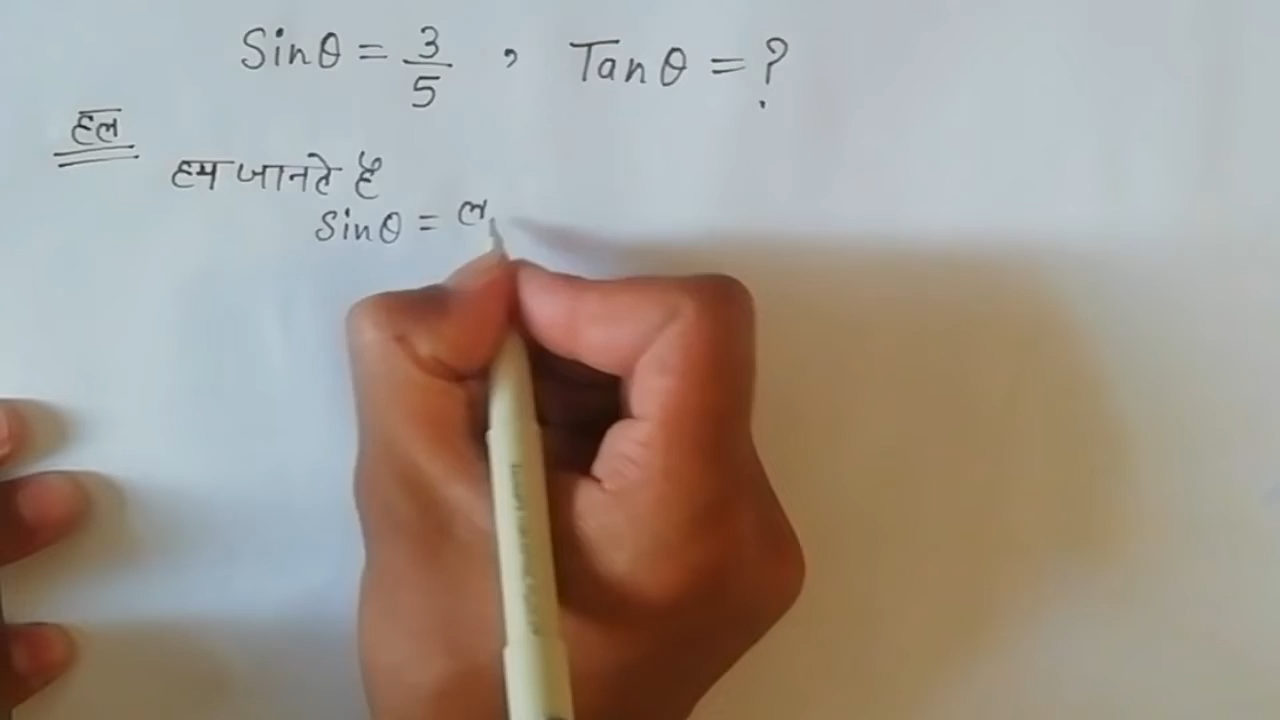 Sinθ = 3/5 , Tanθ = ?
हल
हम जानते है
Sinθ = ल